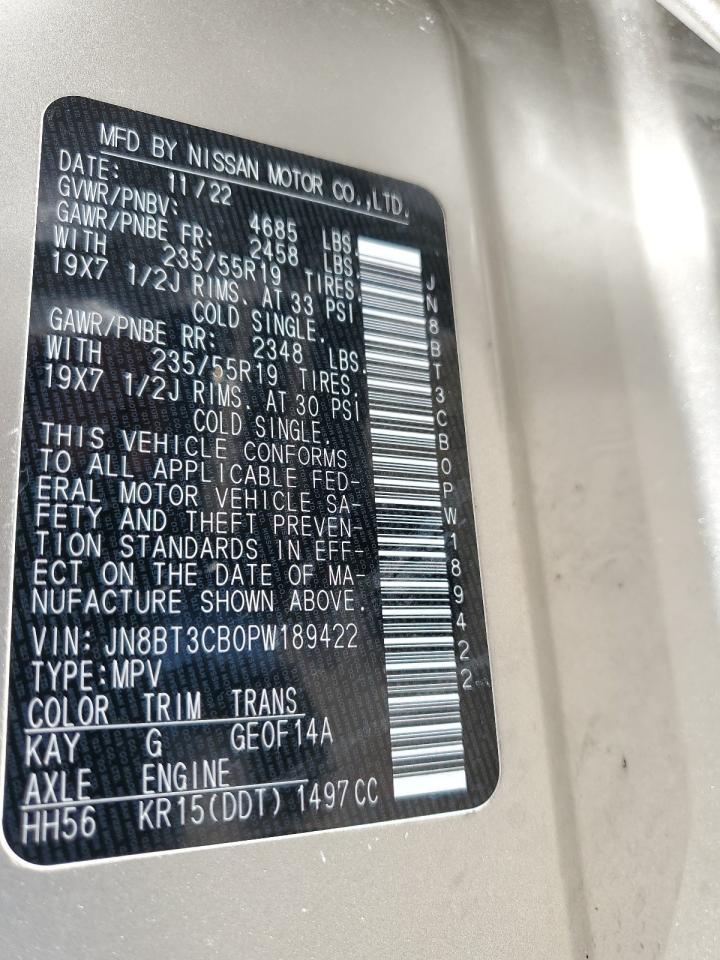 MFD BY NISSAN MOTOR CO.,LTD.
DATE: 11/22
GVWR/PNBV: 4685 LBS.
GAWR/PNBE FR: 2458 LBS.
WITH 235/55R19 TIRES.
19X7 1/2J RIMS. AT 33 PSI
COLD SINGLE.
GAWR/PNBE RR: 2348 LBS.
WITH 235/55R19 TIRES.
19X7 1/2J RIMS. AT 30 PSI
COLD SINGLE.
THIS VEHICLE CONFORMS
TO ALL APPLICABLE FED-
ERAL MOTOR VEHICLE SA-
FETY AND THEFT PREVEN-
TION STANDARDS IN EFF-
ECT ON THE DATE OF MA-
NUFACTURE SHOWN ABOVE.
VIN: JN8BT3CB0PW189422
TYPE:MPV
COLOR TRIM TRANS
KAY G GE0F14A
AXLE ENGINE
HH56 KR15(DDT) 1497CC
JN8BT3CB0PW189422